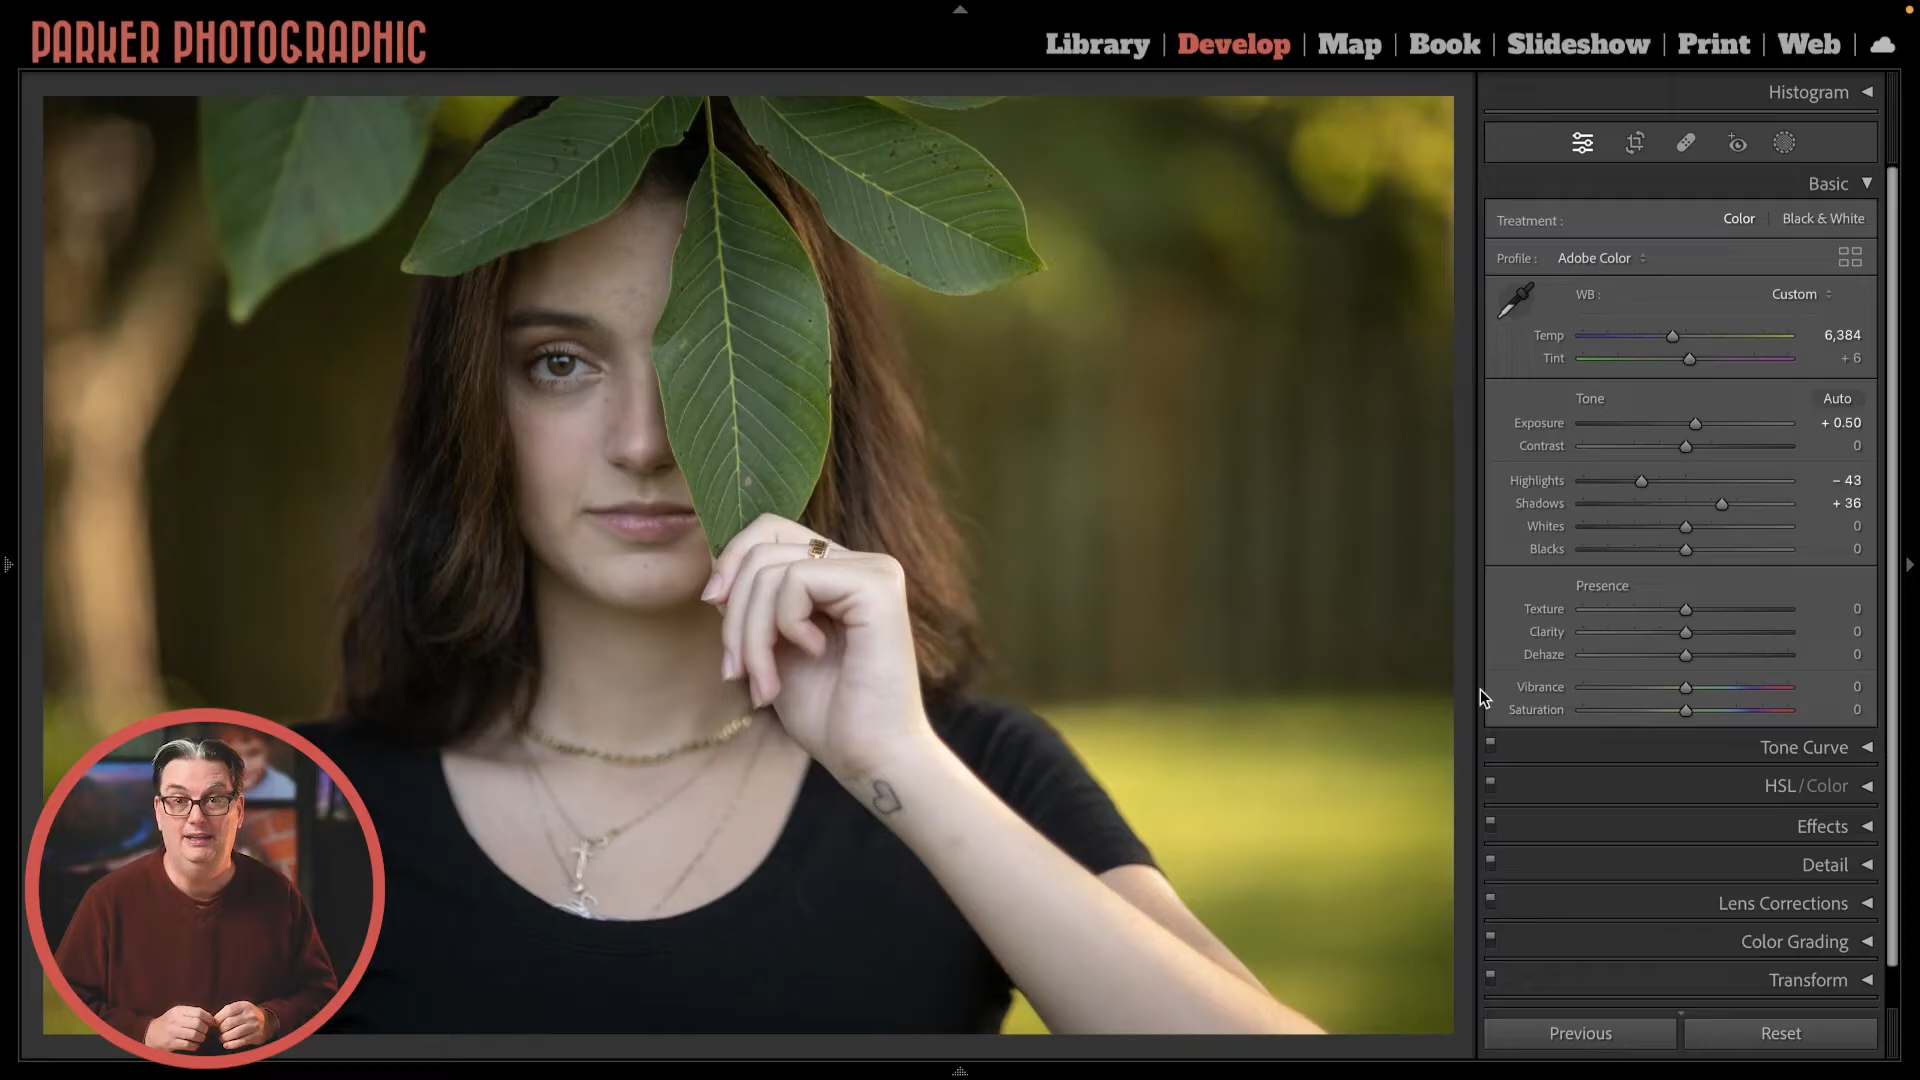 PARKER PHOTOGRAPHIC
Library | Develop | Map | Book | Slideshow | Print | Web |
Histogram
Basic
Treatment : Color | Black & White
Profile : Adobe Color
WB : Custom
Temp 6,384
Tint + 6
Tone Auto
Exposure + 0.50
Contrast 0
Highlights − 43
Shadows + 36
Whites 0
Blacks 0
Presence
Texture 0
Clarity 0
Dehaze 0
Vibrance 0
Saturation 0
Tone Curve
HSL / Color
Effects
Detail
Lens Corrections
Color Grading
Transform
Previous Reset